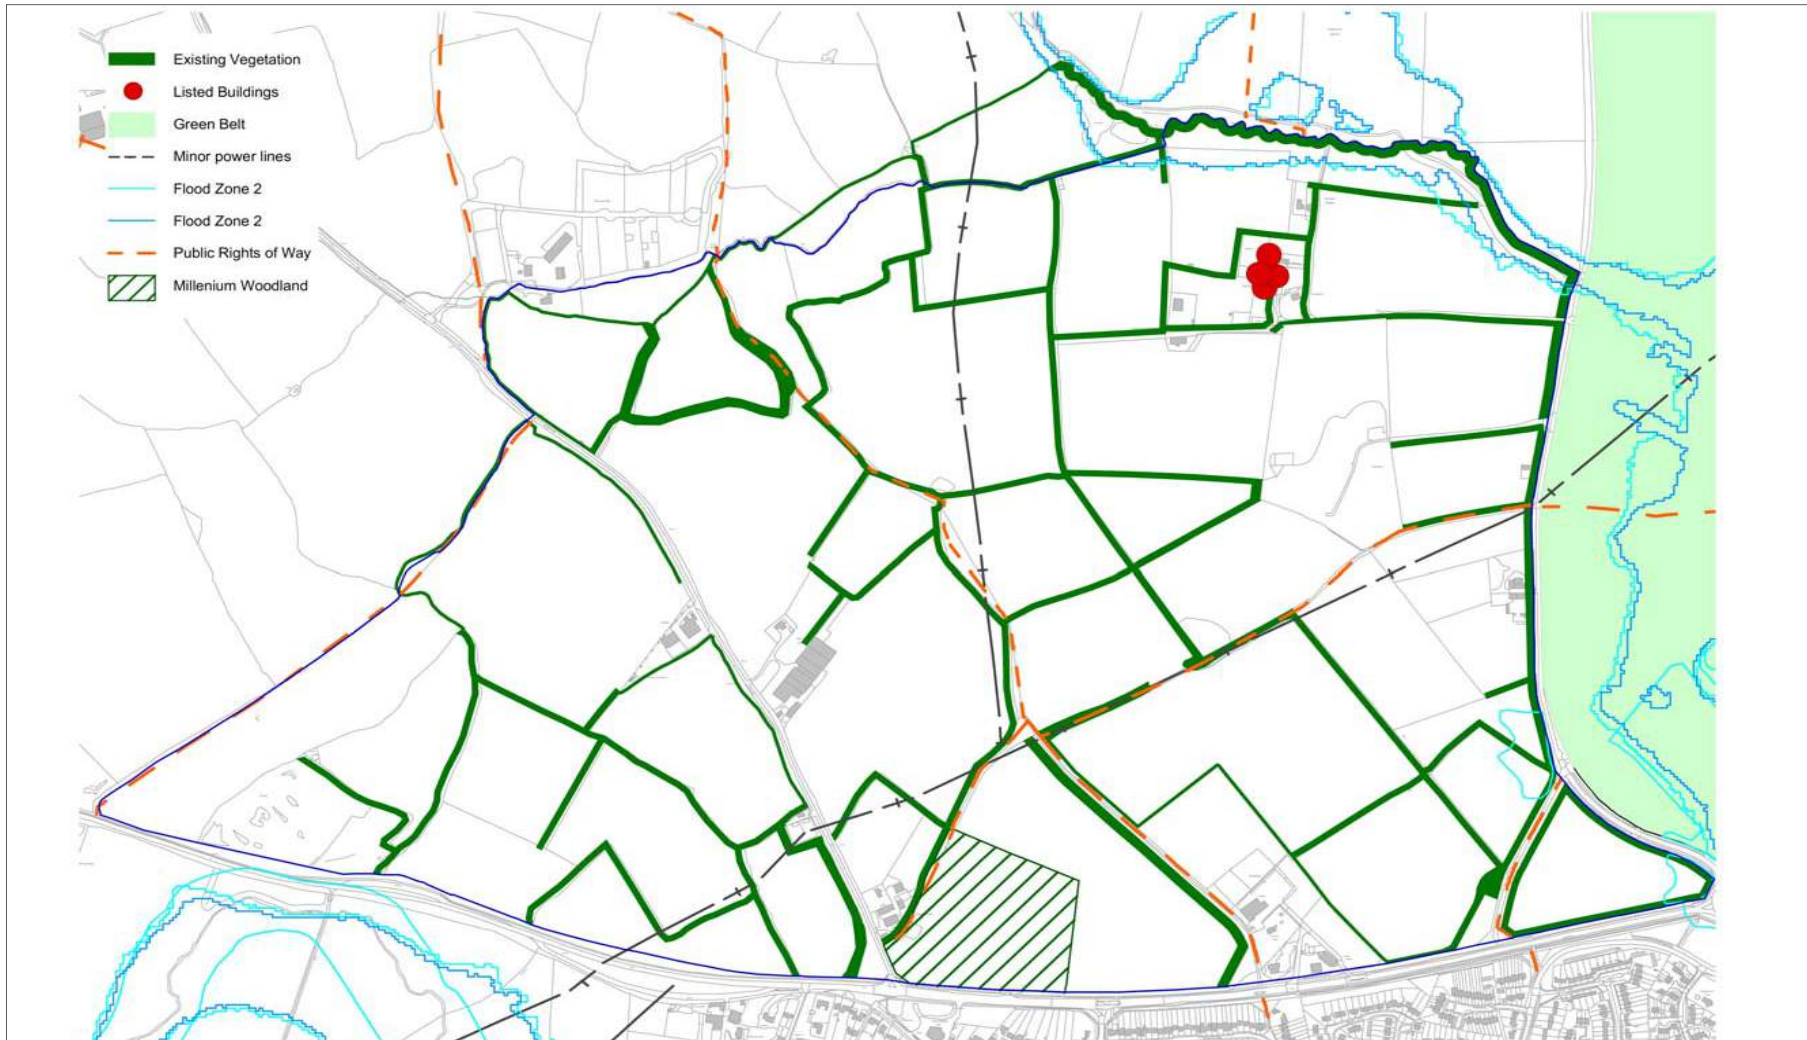 Existing Vegetation
Listed Buildings
Green Belt
Minor power lines
Flood Zone 2
Flood Zone 2
Public Rights of Way
Millenium Woodland